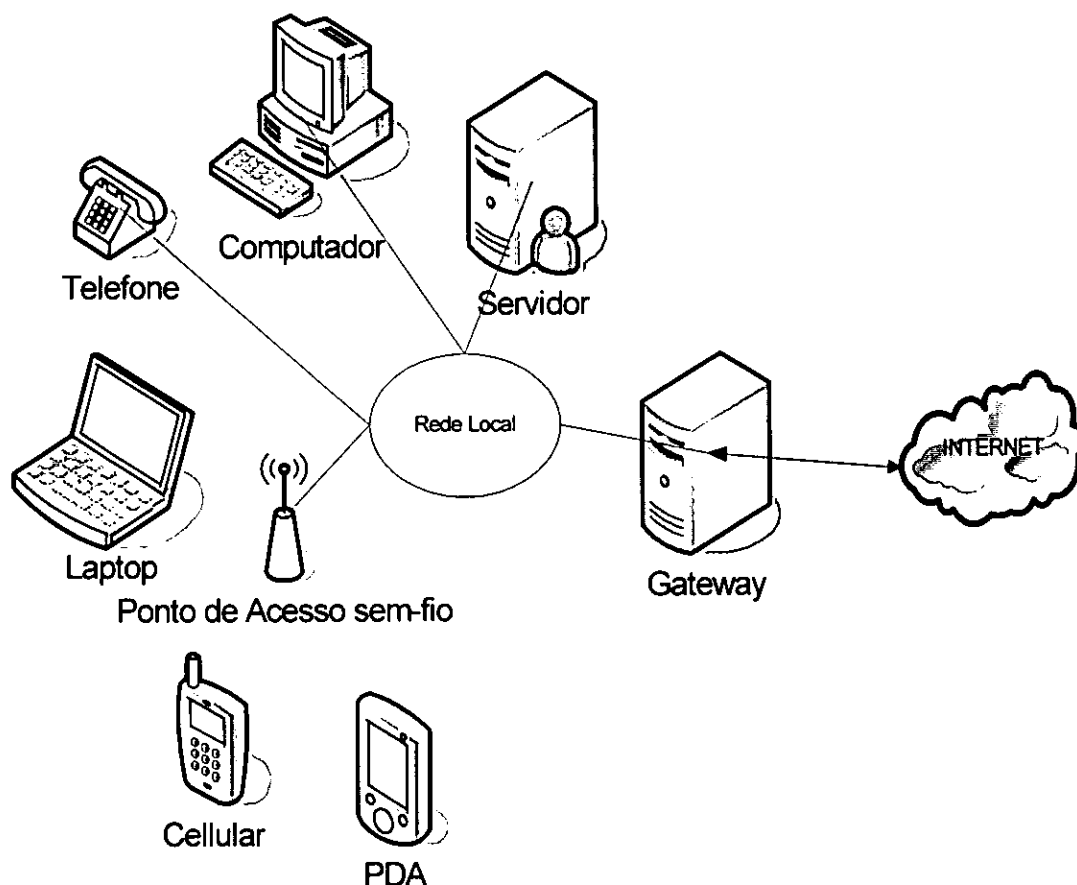 Computador
Servidor
Telefone
Rede Local
INTERNET
Laptop
Gateway
Ponto de Acesso sem-fio
Cellular
PDA